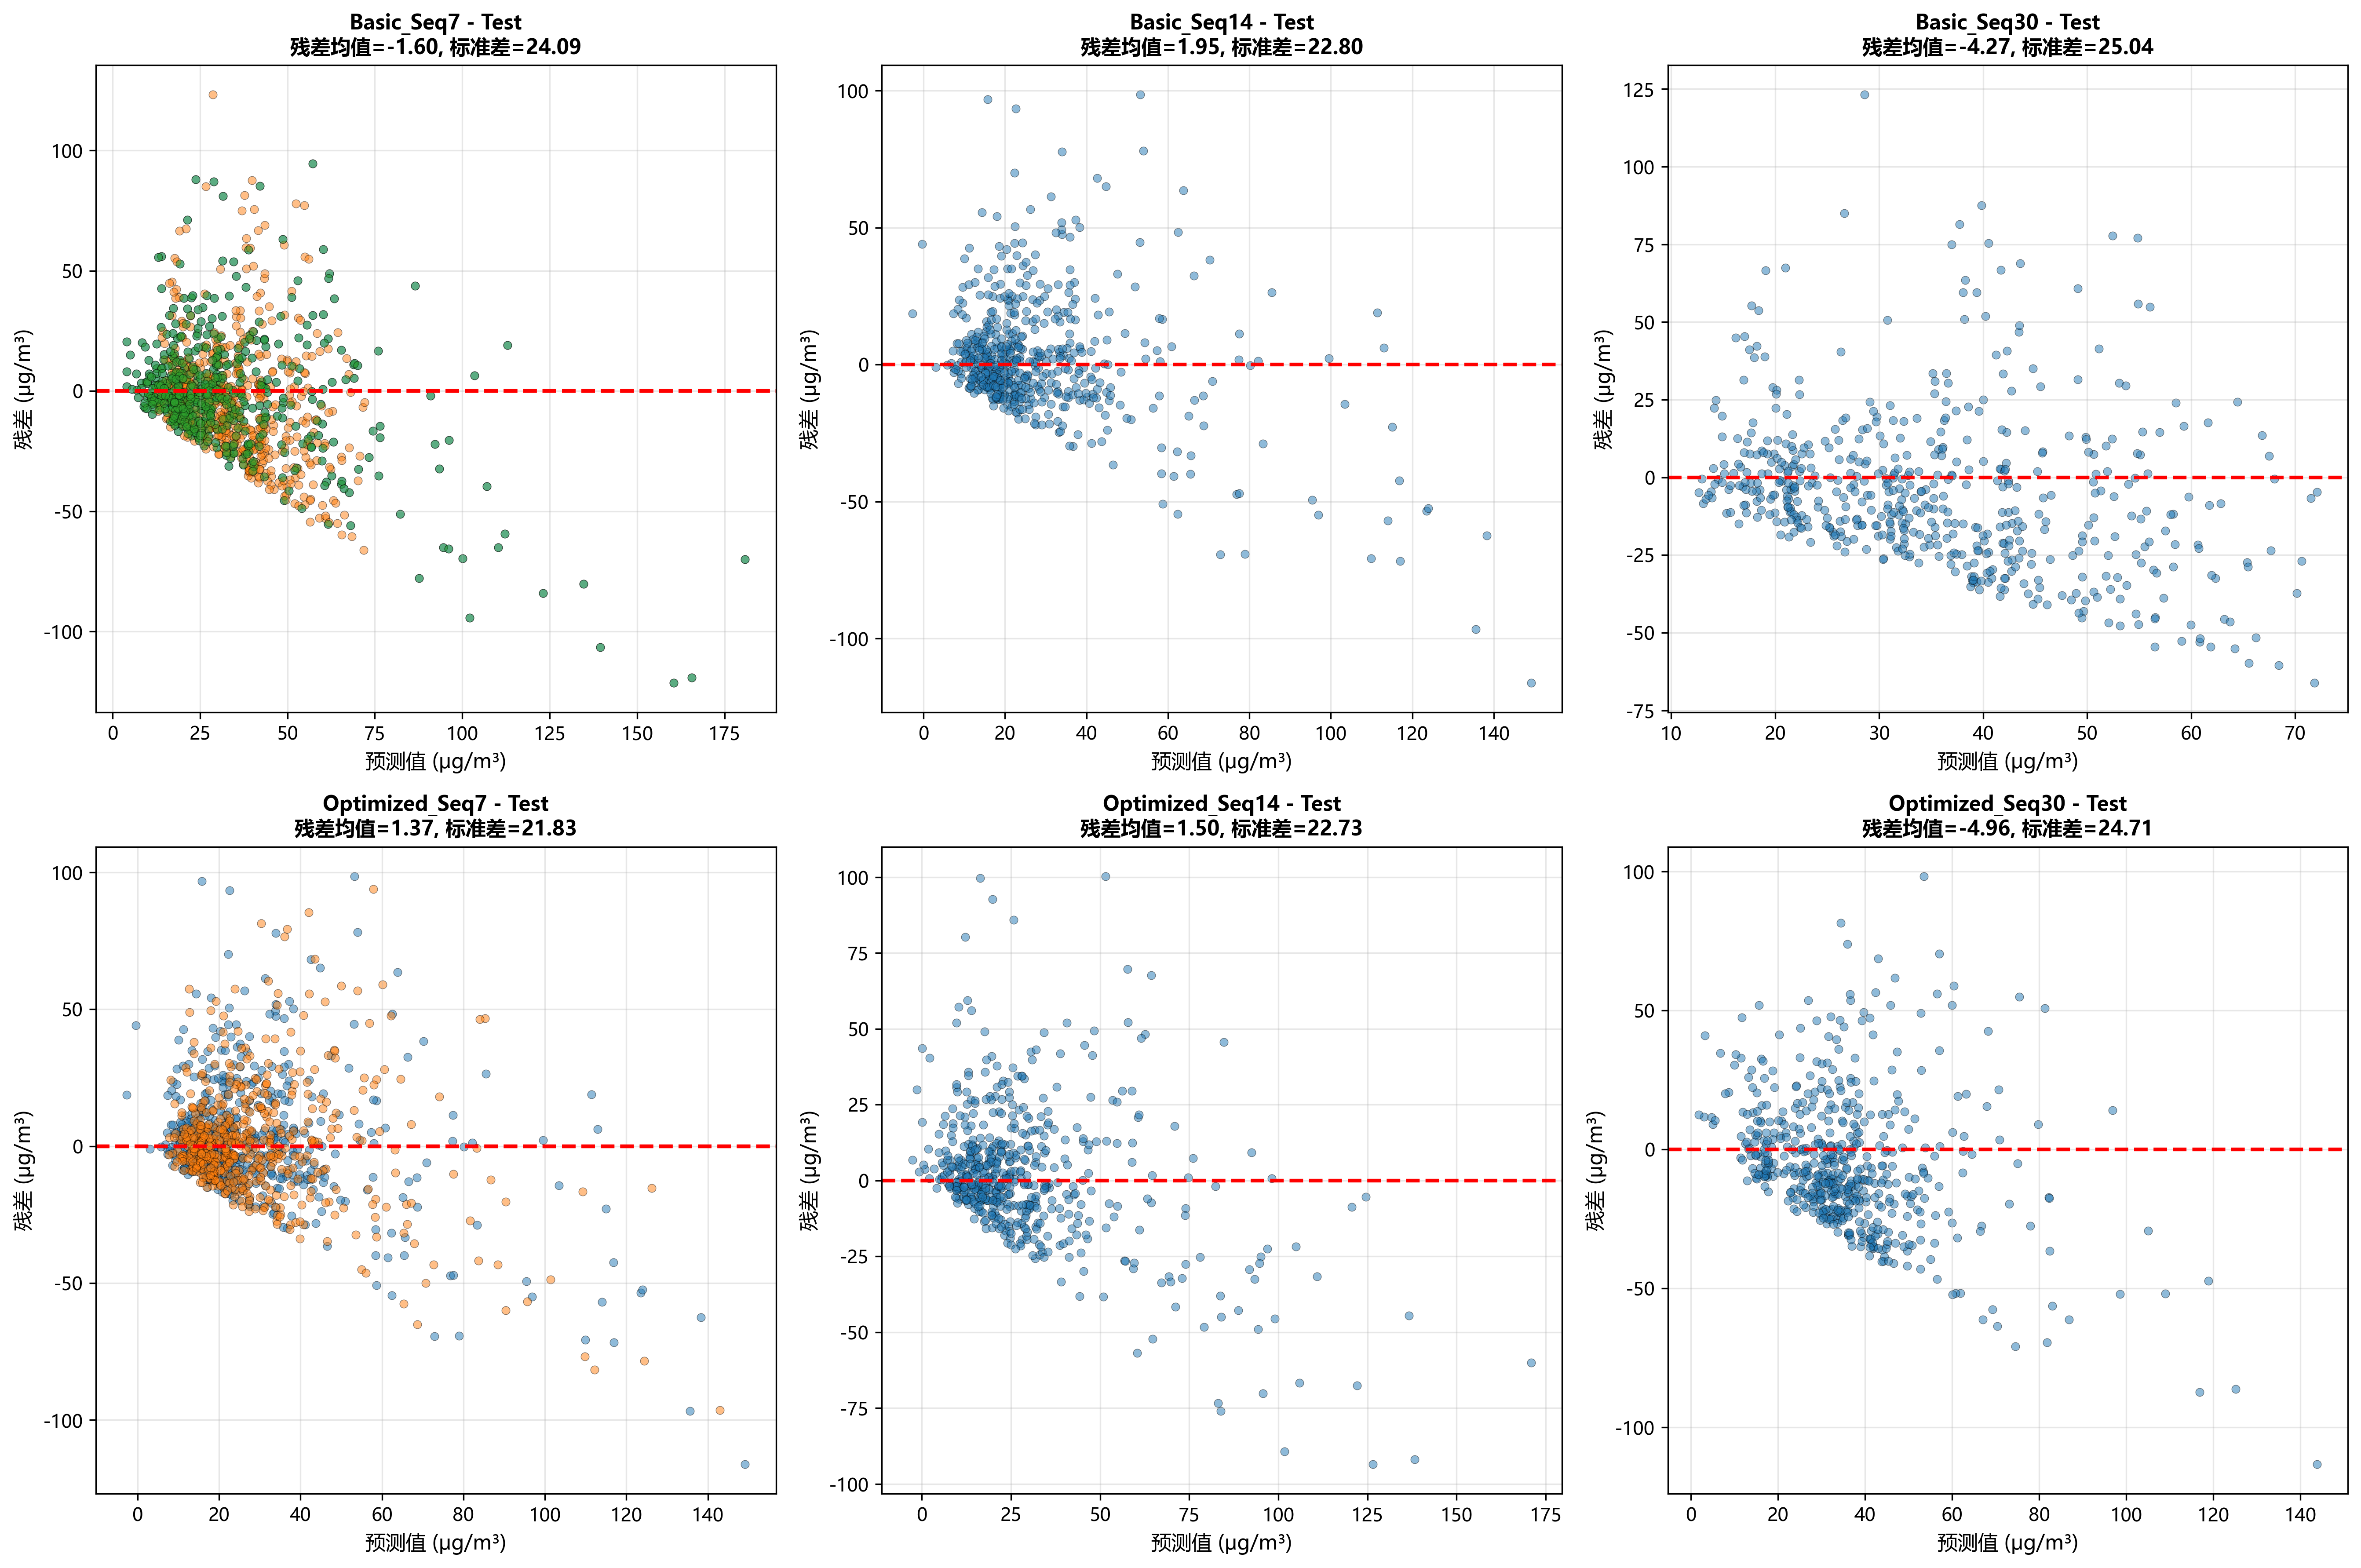 Basic_Seq7 - Test
残差均值=-1.60, 标准差=24.09
100
50
0
-50
-100
残差 (μg/m³)
0 25 50 75 100 125 150 175
预测值 (μg/m³)
Basic_Seq14 - Test
残差均值=1.95, 标准差=22.80
100
50
0
-50
-100
残差 (μg/m³)
0 20 40 60 80 100 120 140
预测值 (μg/m³)
Basic_Seq30 - Test
残差均值=-4.27, 标准差=25.04
125
100
75
50
25
0
-25
-50
-75
残差 (μg/m³)
10 20 30 40 50 60 70
预测值 (μg/m³)
Optimized_Seq7 - Test
残差均值=1.37, 标准差=21.83
100
50
0
-50
-100
残差 (μg/m³)
0 20 40 60 80 100 120 140
预测值 (μg/m³)
Optimized_Seq14 - Test
残差均值=1.50, 标准差=22.73
100
75
50
25
0
-25
-50
-75
-100
残差 (μg/m³)
0 25 50 75 100 125 150 175
预测值 (μg/m³)
Optimized_Seq30 - Test
残差均值=-4.96, 标准差=24.71
100
50
0
-50
-100
残差 (μg/m³)
0 20 40 60 80 100 120 140
预测值 (μg/m³)